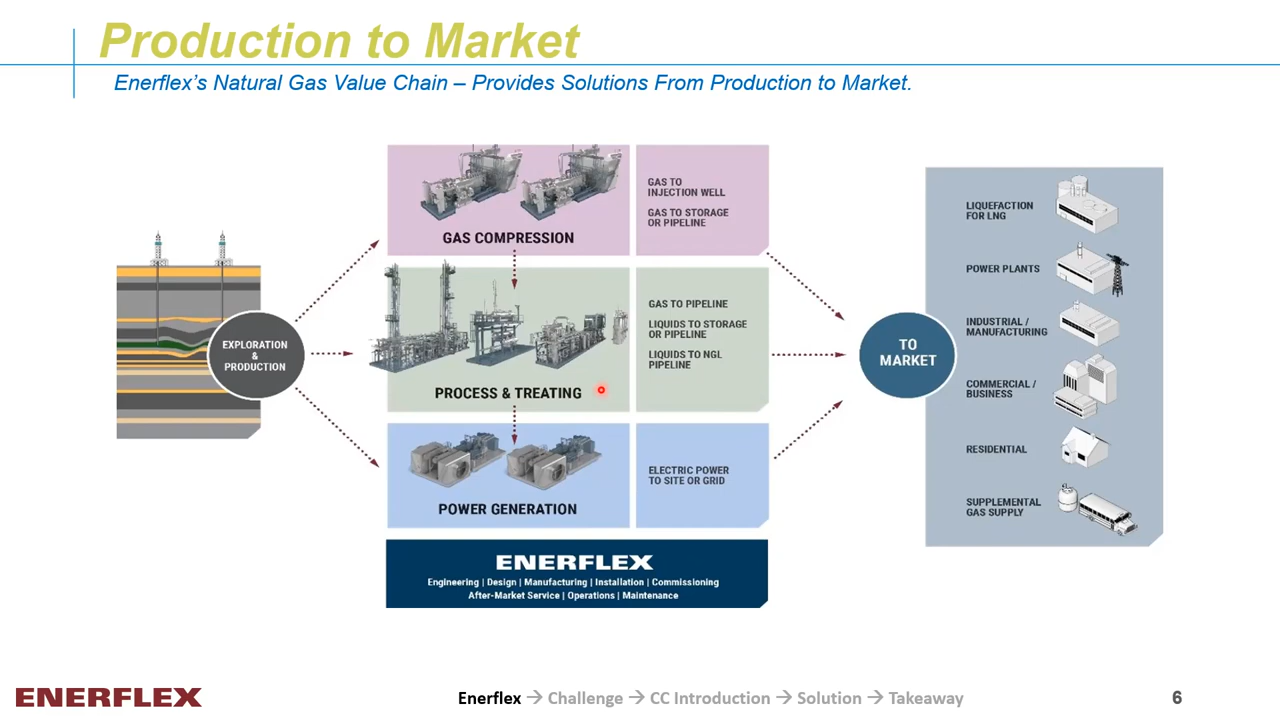 Production to Market
Enerflex’s Natural Gas Value Chain – Provides Solutions From Production to Market.
EXPLORATION
&
PRODUCTION
GAS COMPRESSION
GAS TO
INJECTION WELL
GAS TO STORAGE
OR PIPELINE
PROCESS & TREATING
GAS TO PIPELINE
LIQUIDS TO STORAGE
OR PIPELINE
LIQUIDS TO NGL
PIPELINE
POWER GENERATION
ELECTRIC POWER
TO SITE OR GRID
ENERFLEX
Engineering | Design | Manufacturing | Installation | Commissioning
After-Market Service | Operations | Maintenance
TO
MARKET
LIQUEFACTION
FOR LNG
POWER PLANTS
INDUSTRIAL /
MANUFACTURING
COMMERCIAL /
BUSINESS
RESIDENTIAL
SUPPLEMENTAL
GAS SUPPLY
ENERFLEX
Enerflex → Challenge → CC Introduction → Solution → Takeaway
6